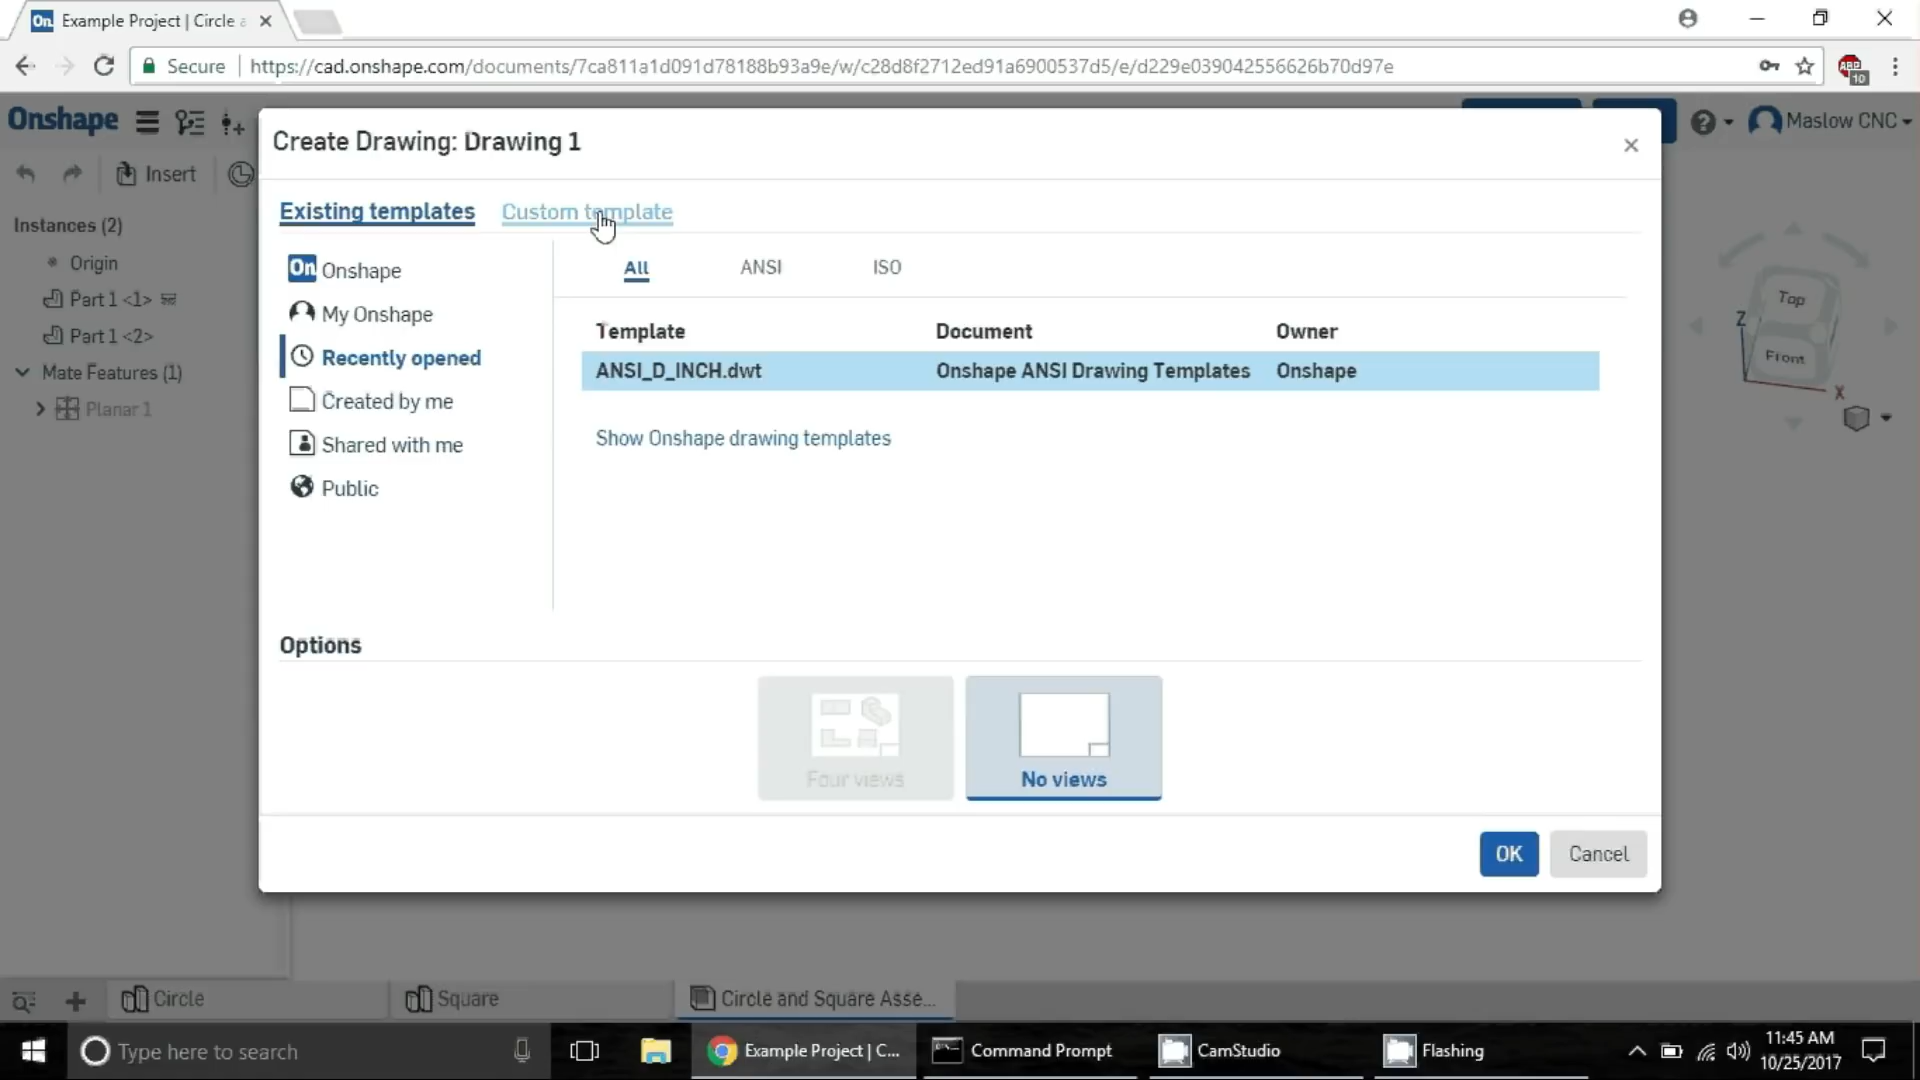 On Example Project | Circle a
Secure https://cad.onshape.com/documents/7ca811a1d091d78188b93a9e/w/c28d8f2712ed91a6900537d5/e/d229e039042556626b70d97e
ABP 10
Onshape
Maslow CNC
Insert
Instances (2)
Origin
Part 1 <1>
Part 1 <2>
Mate Features (1)
Planar 1
Top
Front
Z
X
Create Drawing: Drawing 1
Existing templates Custom template
On Onshape
My Onshape
Recently opened
Created by me
Shared with me
Public
All ANSI ISO
Template Document Owner
ANSI_D_INCH.dwt Onshape ANSI Drawing Templates Onshape
Show Onshape drawing templates
Options
Four views
No views
OK Cancel
Circle
Square
Circle and Square Asse...
Type here to search
Example Project | C...
Command Prompt
CamStudio
Flashing
11:45 AM
10/25/2017